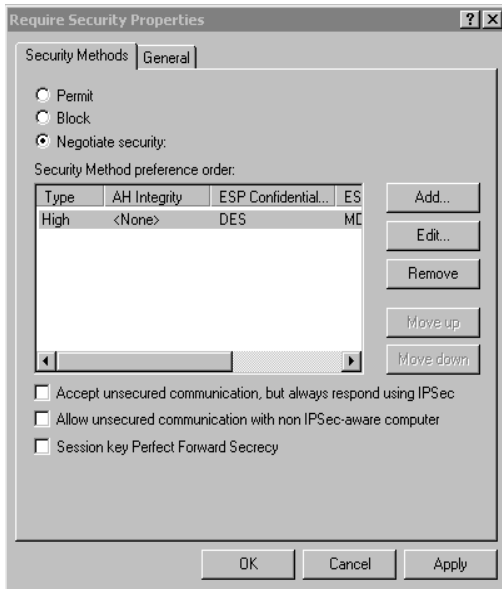 Require Security Properties
? X
Security Methods General
Permit
Block
Negotiate security:
Security Method preference order:
Type AH Integrity ESP Confidential... ES
High <None> DES MD
Add...
Edit...
Remove
Move up
Move down
Accept unsecured communication, but always respond using IPSec
Allow unsecured communication with non IPSec-aware computer
Session key Perfect Forward Secrecy
OK Cancel Apply